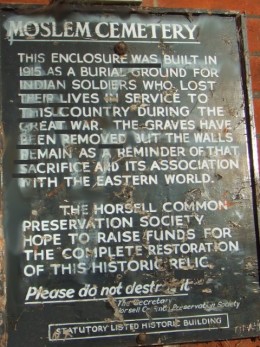 MOSLEM CEMETERY
THIS ENCLOSURE WAS BUILT IN
1915 AS A BURIAL GROUND FOR
INDIAN SOLDIERS WHO LOST
THEIR LIVES IN SERVICE TO
THIS COUNTRY DURING THE
GREAT WAR. THE GRAVES HAVE
BEEN REMOVED BUT THE WALLS
REMAIN AS A REMINDER OF THAT
SACRIFICE AND ITS ASSOCIATION
WITH THE EASTERN WORLD.
THE HORSELL COMMON
PRESERVATION SOCIETY
HOPE TO RAISE FUNDS FOR
THE COMPLETE RESTORATION
OF THIS HISTORIC RELIC
Please do not destroy it
The Secretary
Horsell Common Preservation Society
STATUTORY LISTED HISTORIC BUILDING